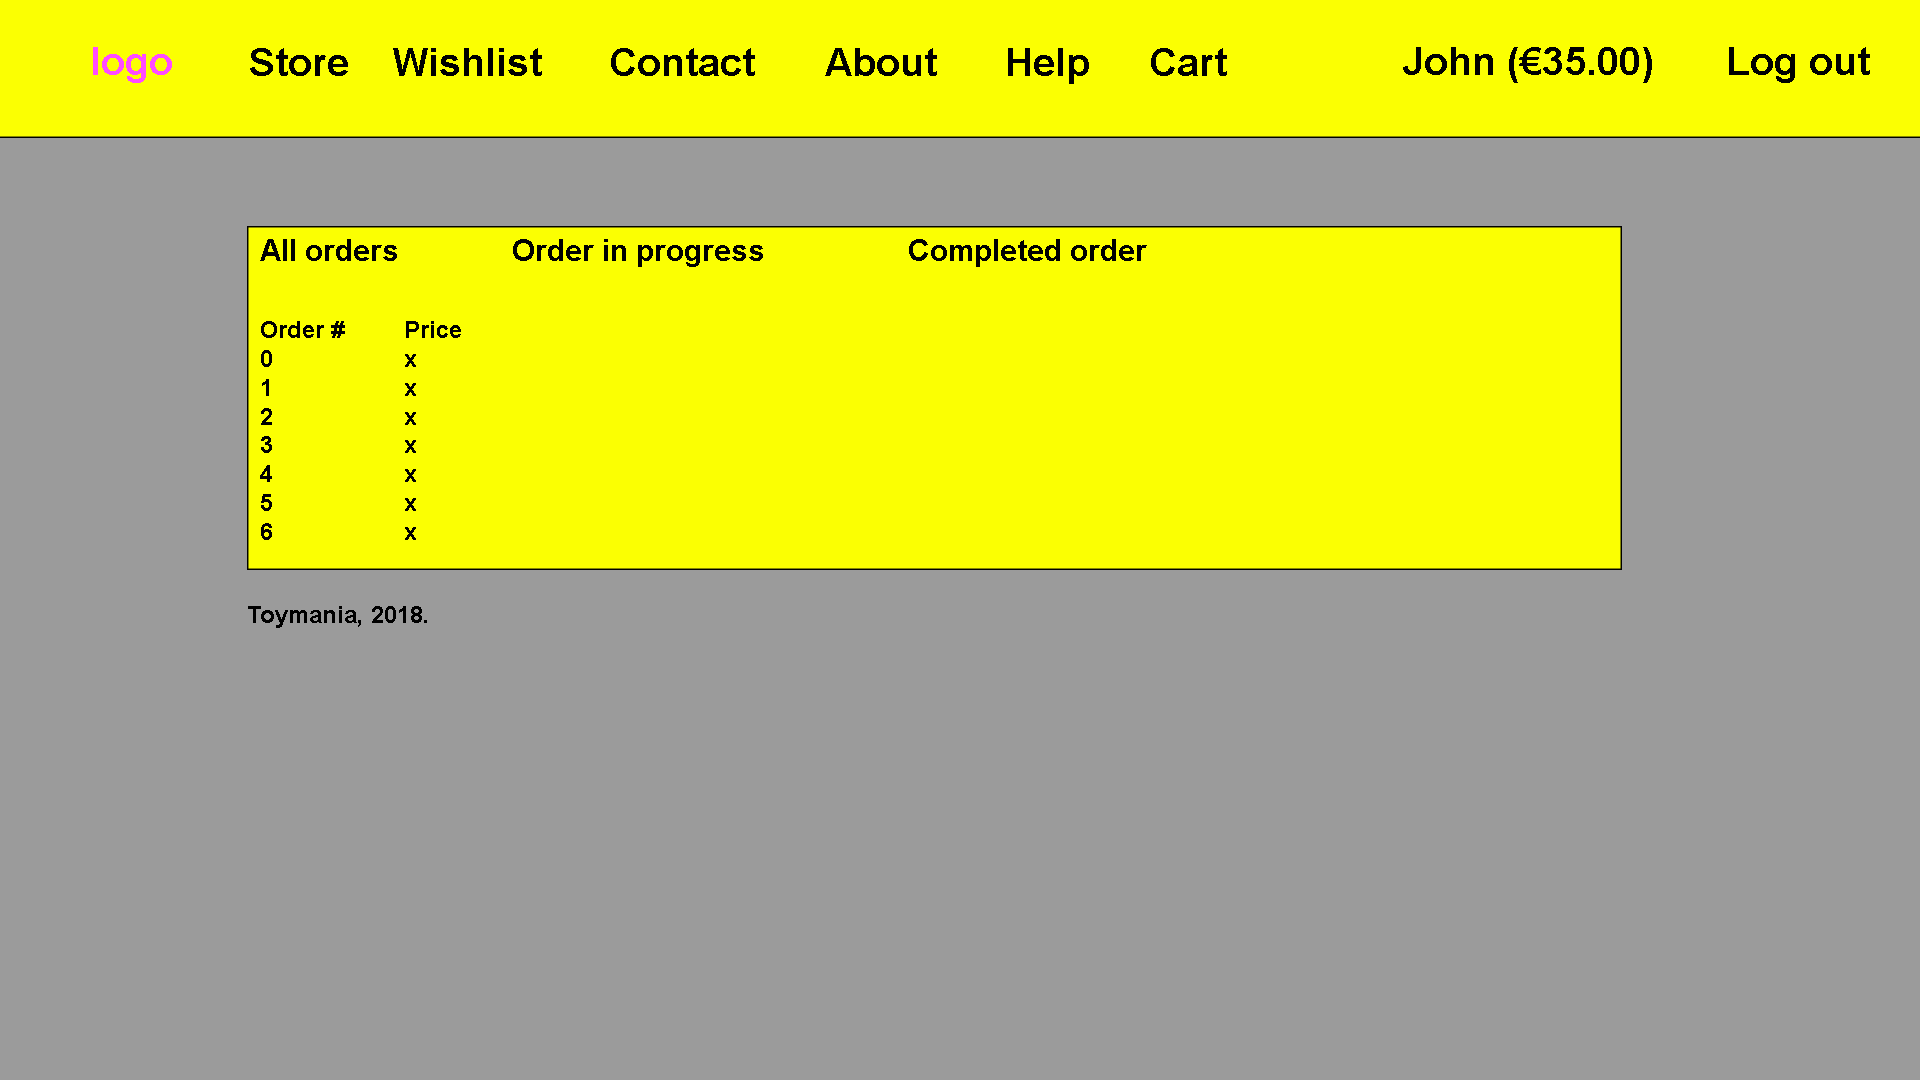 logo Store Wishlist Contact About Help Cart John (€35.00) Log out
All orders Order in progress Completed order
Order # Price
0 x
1 x
2 x
3 x
4 x
5 x
6 x
Toymania, 2018.